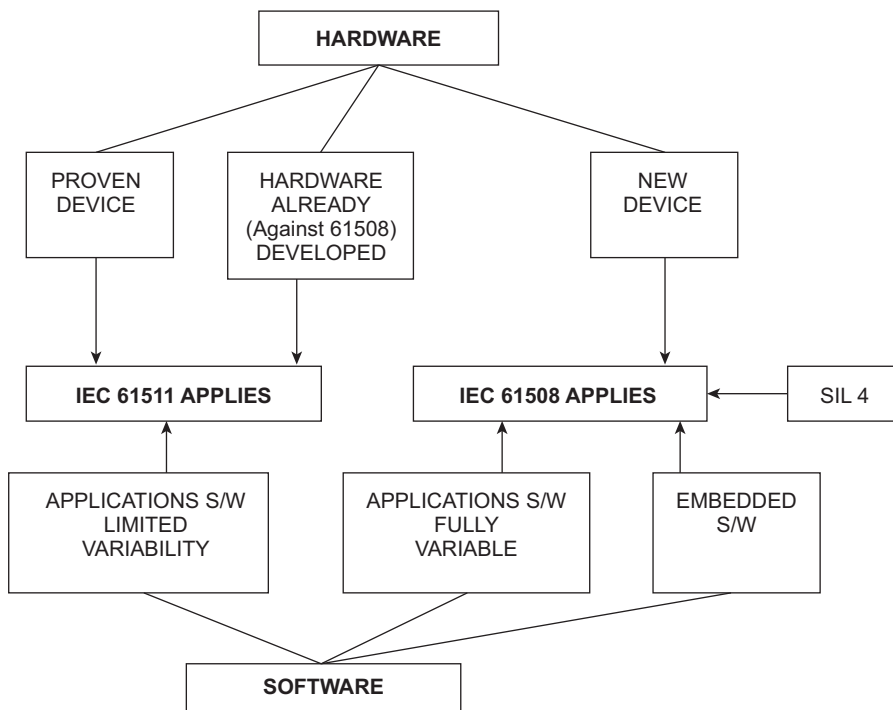 HARDWARE
PROVEN
DEVICE
HARDWARE
ALREADY
(Against 61508)
DEVELOPED
NEW
DEVICE
IEC 61511 APPLIES
IEC 61508 APPLIES
SIL 4
APPLICATIONS S/W
LIMITED
VARIABILITY
APPLICATIONS S/W
FULLY
VARIABLE
EMBEDDED
S/W
SOFTWARE